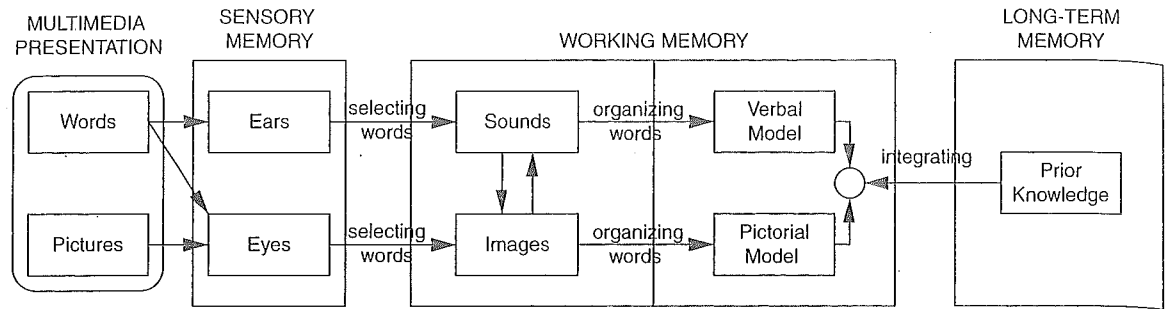 MULTIMEDIA
PRESENTATION
SENSORY
MEMORY
WORKING MEMORY
LONG-TERM
MEMORY
Words
Ears
selecting
words
Sounds
organizing
words
Verbal
Model
integrating
Prior
Knowledge
Pictures
Eyes
selecting
words
Images
organizing
words
Pictorial
Model